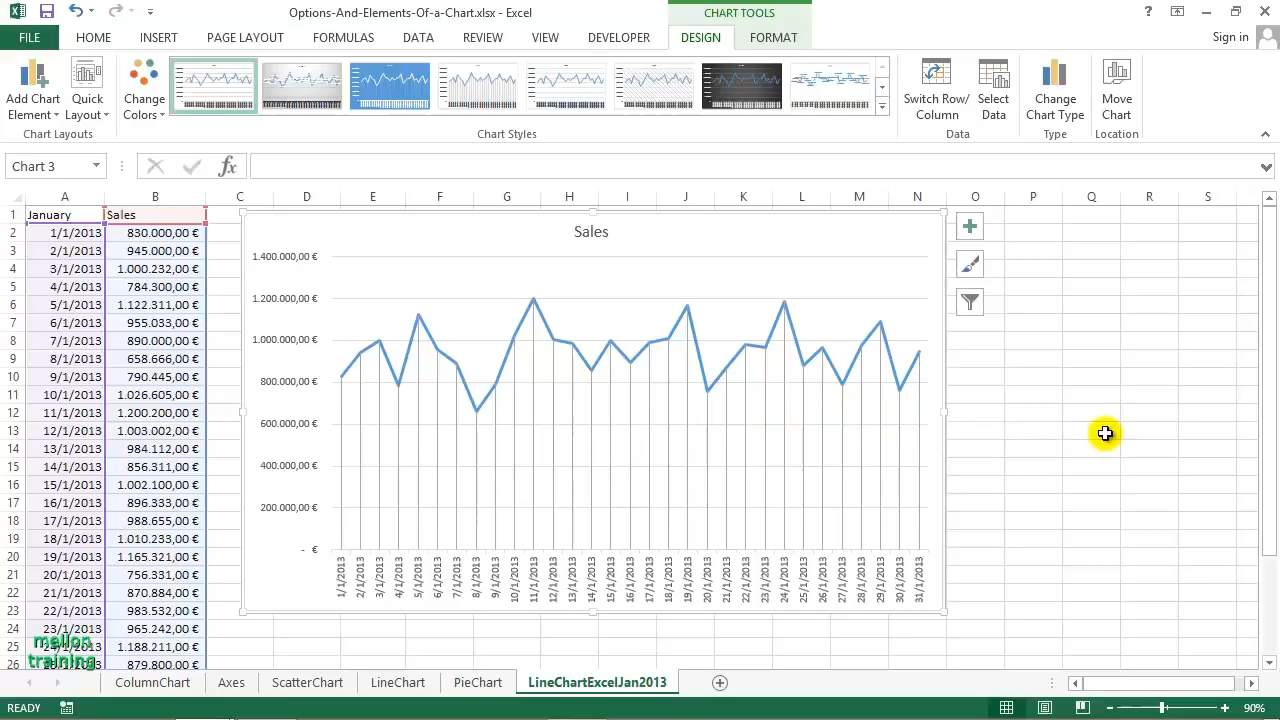 Options-And-Elements-Of-a-Chart.xlsx - Excel
CHART TOOLS
FILE HOME INSERT PAGE LAYOUT FORMULAS DATA REVIEW VIEW DEVELOPER DESIGN FORMAT Sign in
Add Chart Element Quick Layout Change Colors Switch Row/ Column Select Data Change Chart Type Move Chart
Chart Layouts Chart Styles Data Type Location
Chart 3 fx
A B C D E F G H I J K L M N O P Q R S
1 January Sales
2 1/1/2013 830.000,00 €
3 2/1/2013 945.000,00 €
4 3/1/2013 1.000.232,00 €
5 4/1/2013 784.300,00 €
6 5/1/2013 1.122.311,00 €
7 6/1/2013 955.033,00 €
8 7/1/2013 890.000,00 €
9 8/1/2013 658.666,00 €
10 9/1/2013 790.445,00 €
11 10/1/2013 1.026.605,00 €
12 11/1/2013 1.200.200,00 €
13 12/1/2013 1.003.002,00 €
14 13/1/2013 984.112,00 €
15 14/1/2013 856.311,00 €
16 15/1/2013 1.002.100,00 €
17 16/1/2013 896.333,00 €
18 17/1/2013 988.655,00 €
19 18/1/2013 1.010.233,00 €
20 19/1/2013 1.165.321,00 €
21 20/1/2013 756.331,00 €
22 21/1/2013 870.884,00 €
23 22/1/2013 983.532,00 €
24 23/1/2013 965.242,00 €
25 24/1/2013 1.188.211,00 €
26 879.800,00 €
mellon
training
Sales
1.400.000,00 €
1.200.000,00 €
1.000.000,00 €
800.000,00 €
600.000,00 €
400.000,00 €
200.000,00 €
- €
1/1/2013 2/1/2013 3/1/2013 4/1/2013 5/1/2013 6/1/2013 7/1/2013 8/1/2013 9/1/2013 10/1/2013 11/1/2013 12/1/2013 13/1/2013 14/1/2013 15/1/2013 16/1/2013 17/1/2013 18/1/2013 19/1/2013 20/1/2013 21/1/2013 22/1/2013 23/1/2013 24/1/2013 25/1/2013 26/1/2013 27/1/2013 28/1/2013 29/1/2013 30/1/2013 31/1/2013
ColumnChart Axes ScatterChart LineChart PieChart LineChartExcelJan2013
READY 90%